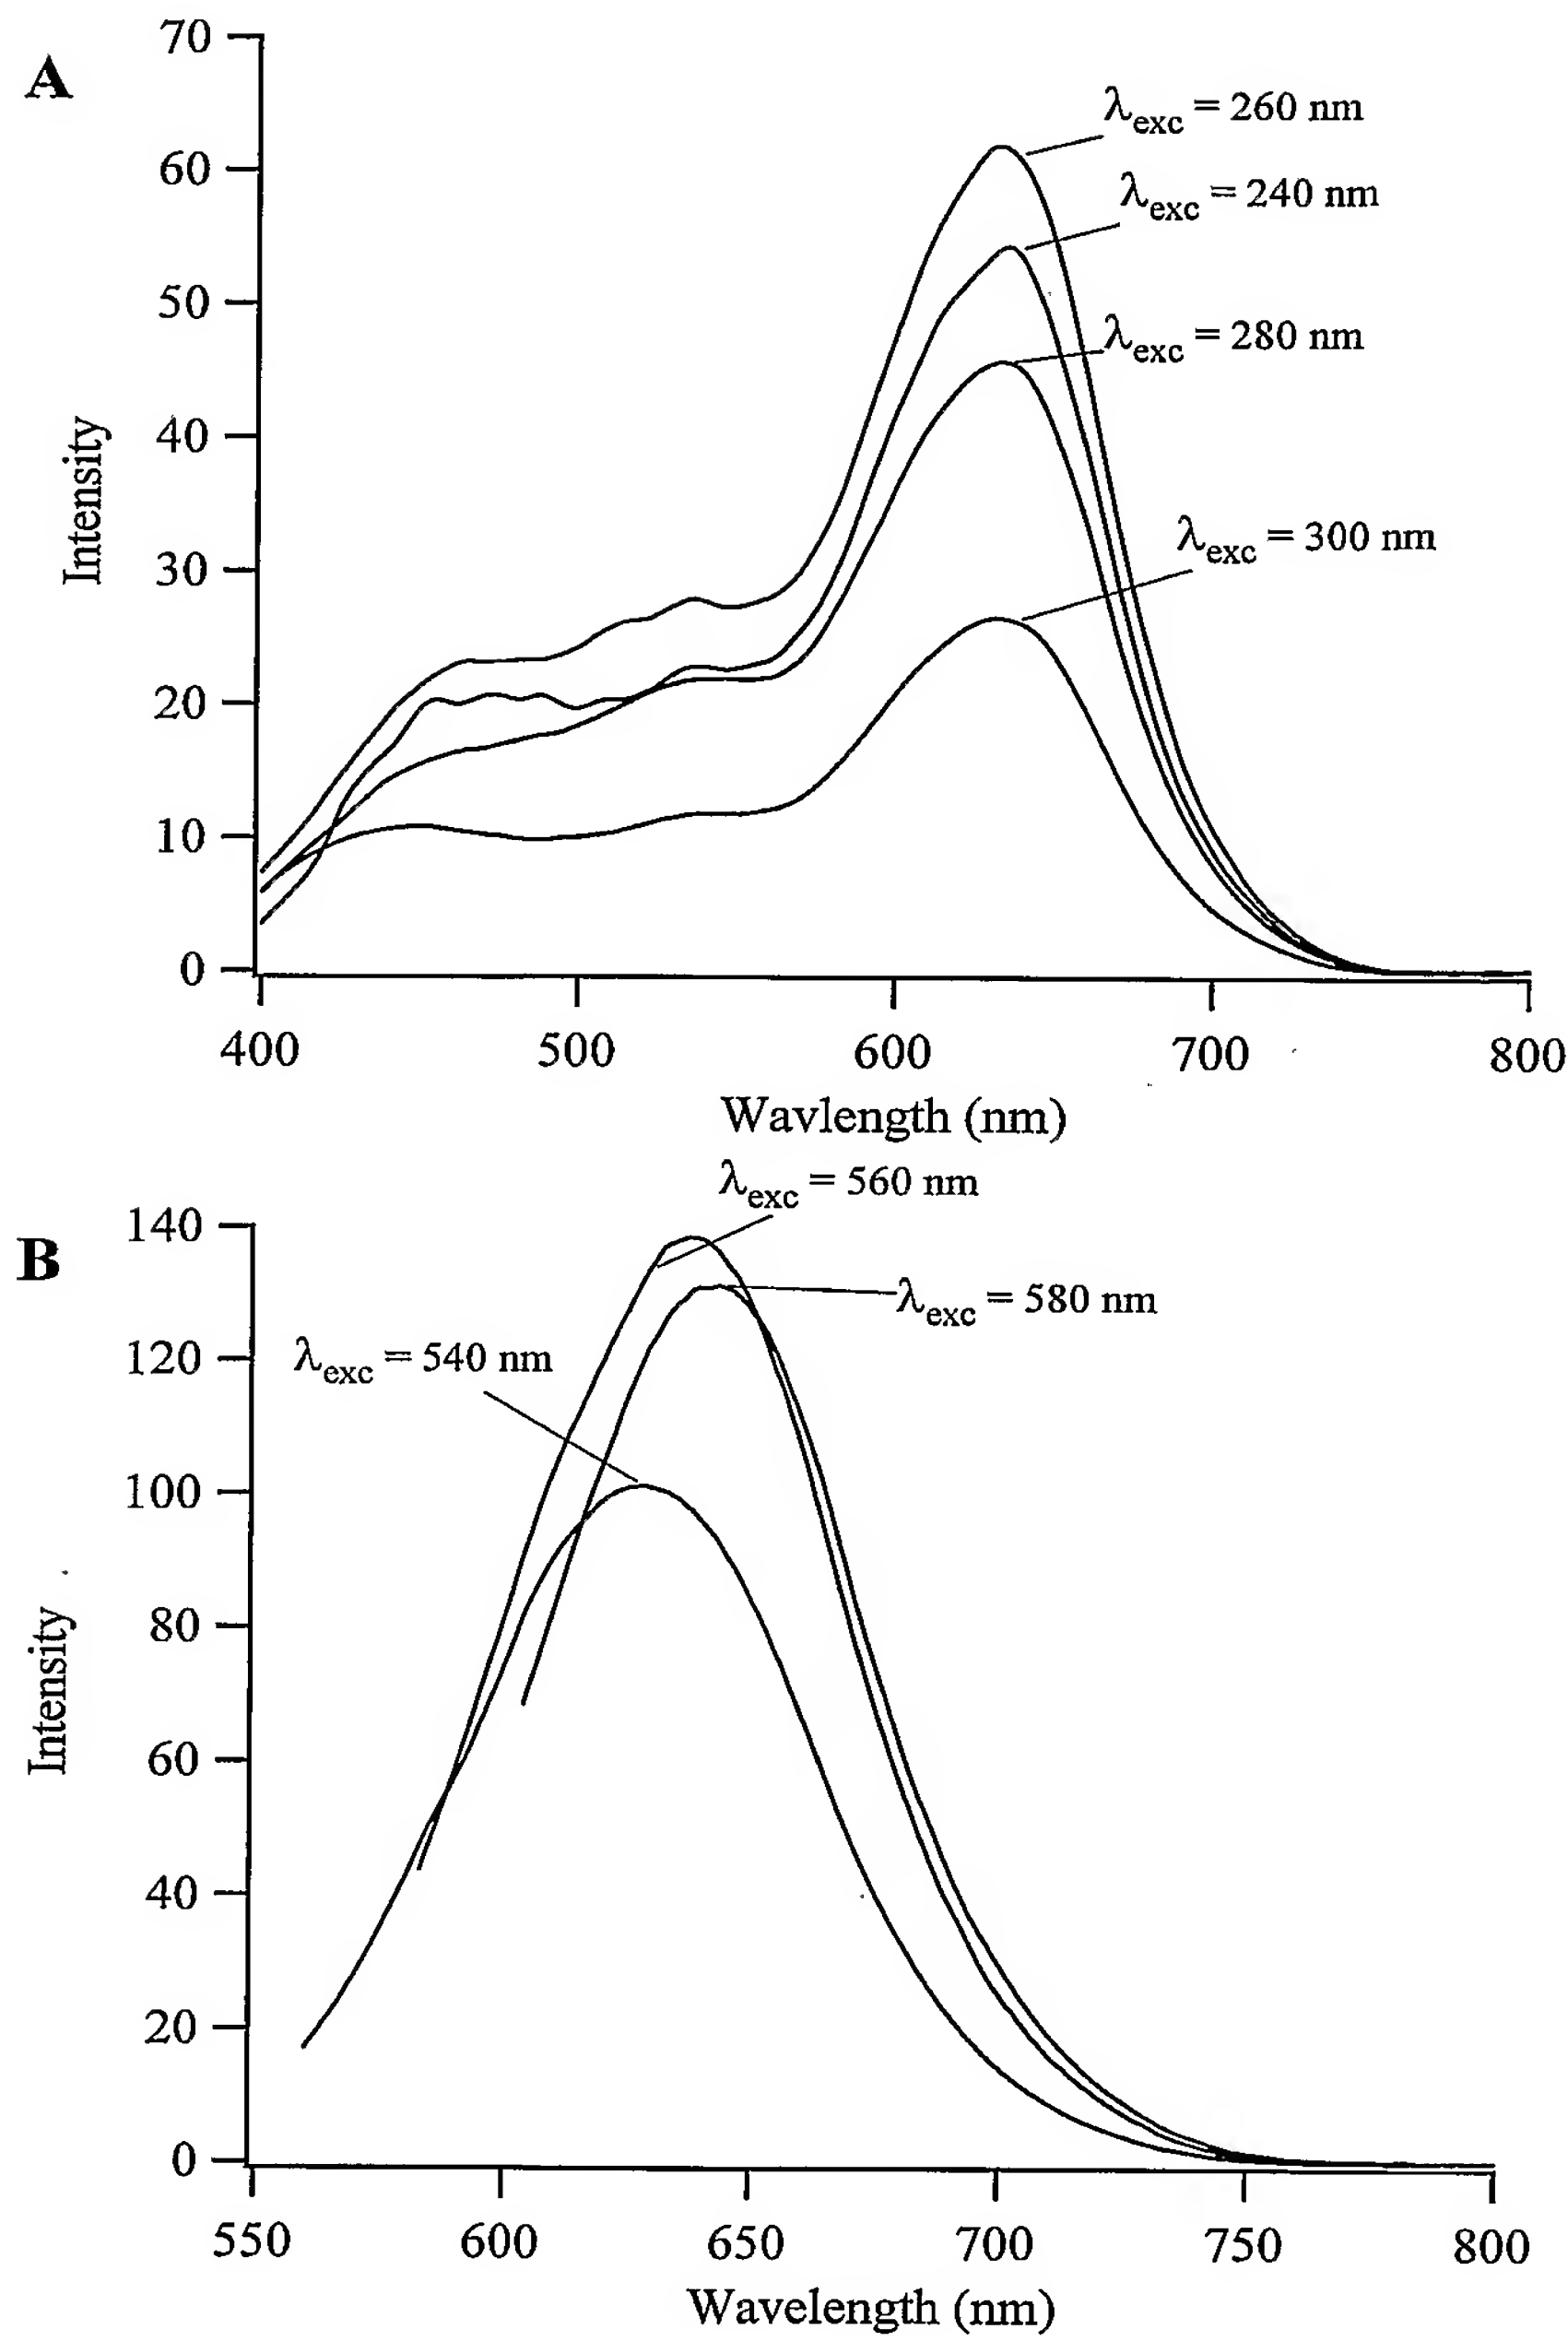 A
70
60
50
40
30
20
10
0
Intensity
λexc = 260 nm
λexc = 240 nm
λexc = 280 nm
λexc = 300 nm
400 500 600 700 800
Wavlength (nm)
B
140
120
100
80
60
40
20
0
Intensity
λexc = 560 nm
λexc = 580 nm
λexc = 540 nm
550 600 650 700 750 800
Wavelength (nm)